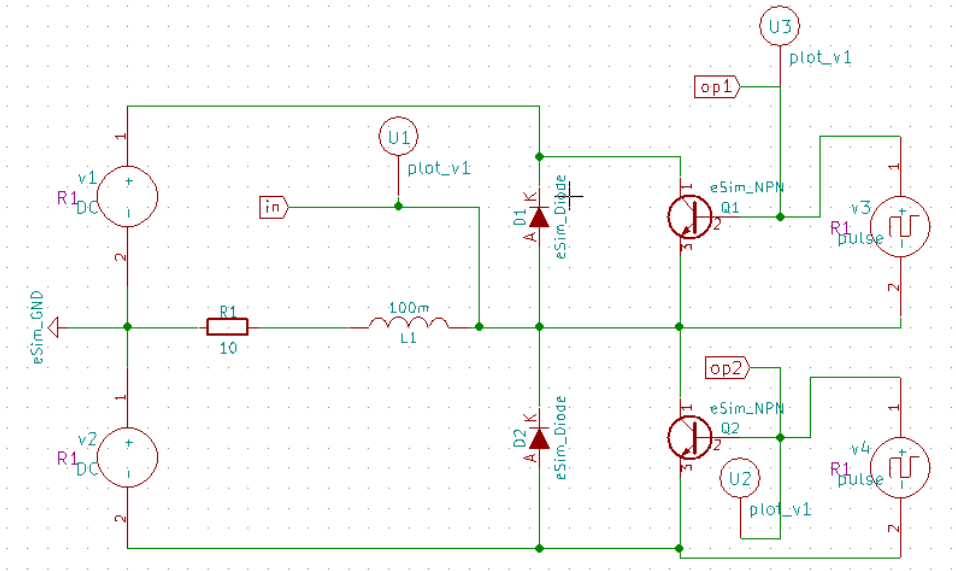 U3
plot_v1
op1
1
U1
plot_v1
1
v1
+
R1
DC
-
in
K
D1
eSim_Diode
A
1
eSim_NPN
Q1
2
3
v3
+
R1
pulse
-
2
2
eSim_GND
R1
10
100m
L1
op2
1
v2
+
R1
DC
-
2
K
D2
eSim_Diode
A
1
eSim_NPN
Q2
2
3
U2
plot_v1
1
v4
+
R1
pulse
-
2